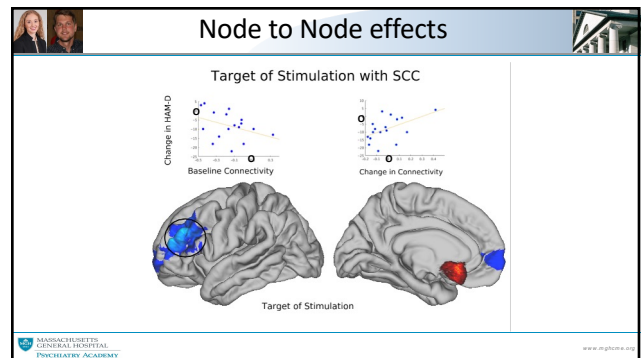 Node to Node effects
Target of Stimulation with SCC
Change in HAM-D
O
O
Baseline Connectivity
O
O
Change in Connectivity
Target of Stimulation
MGH
MASSACHUSETTS
GENERAL HOSPITAL
PSYCHIATRY ACADEMY
www.mghcme.org